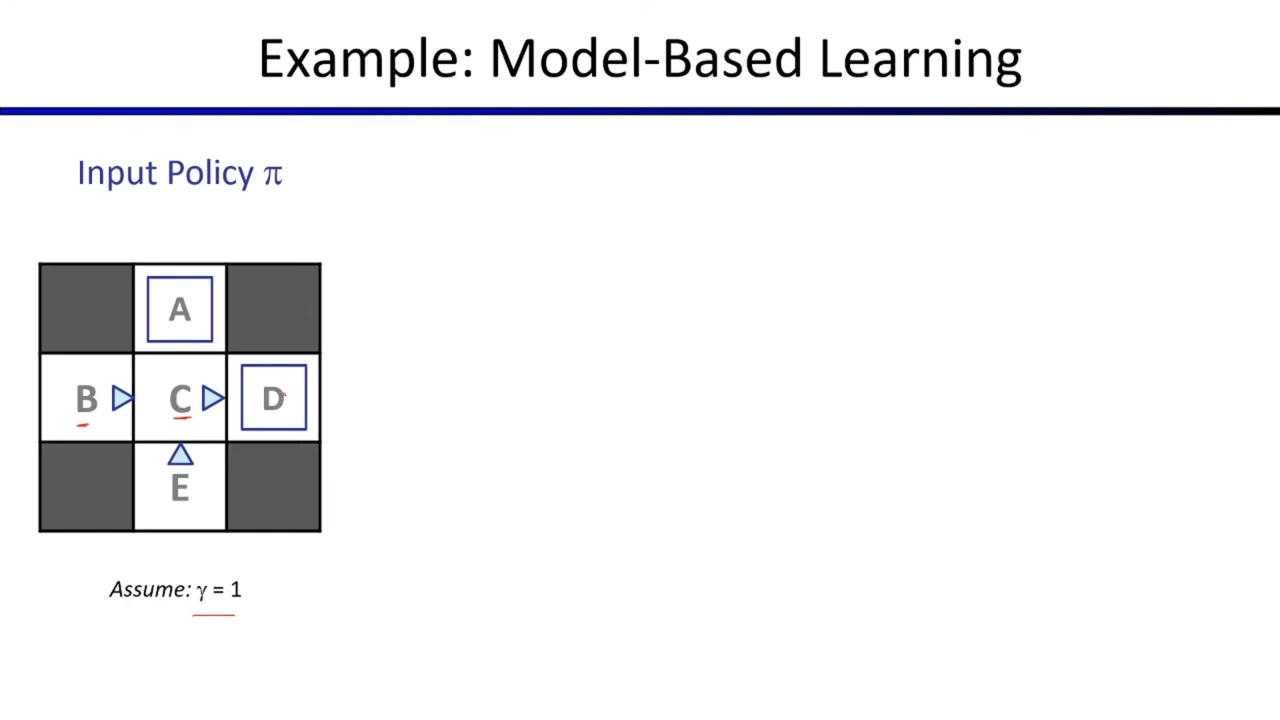 Example: Model-Based Learning
Input Policy π
A
B C D
E
Assume: γ = 1